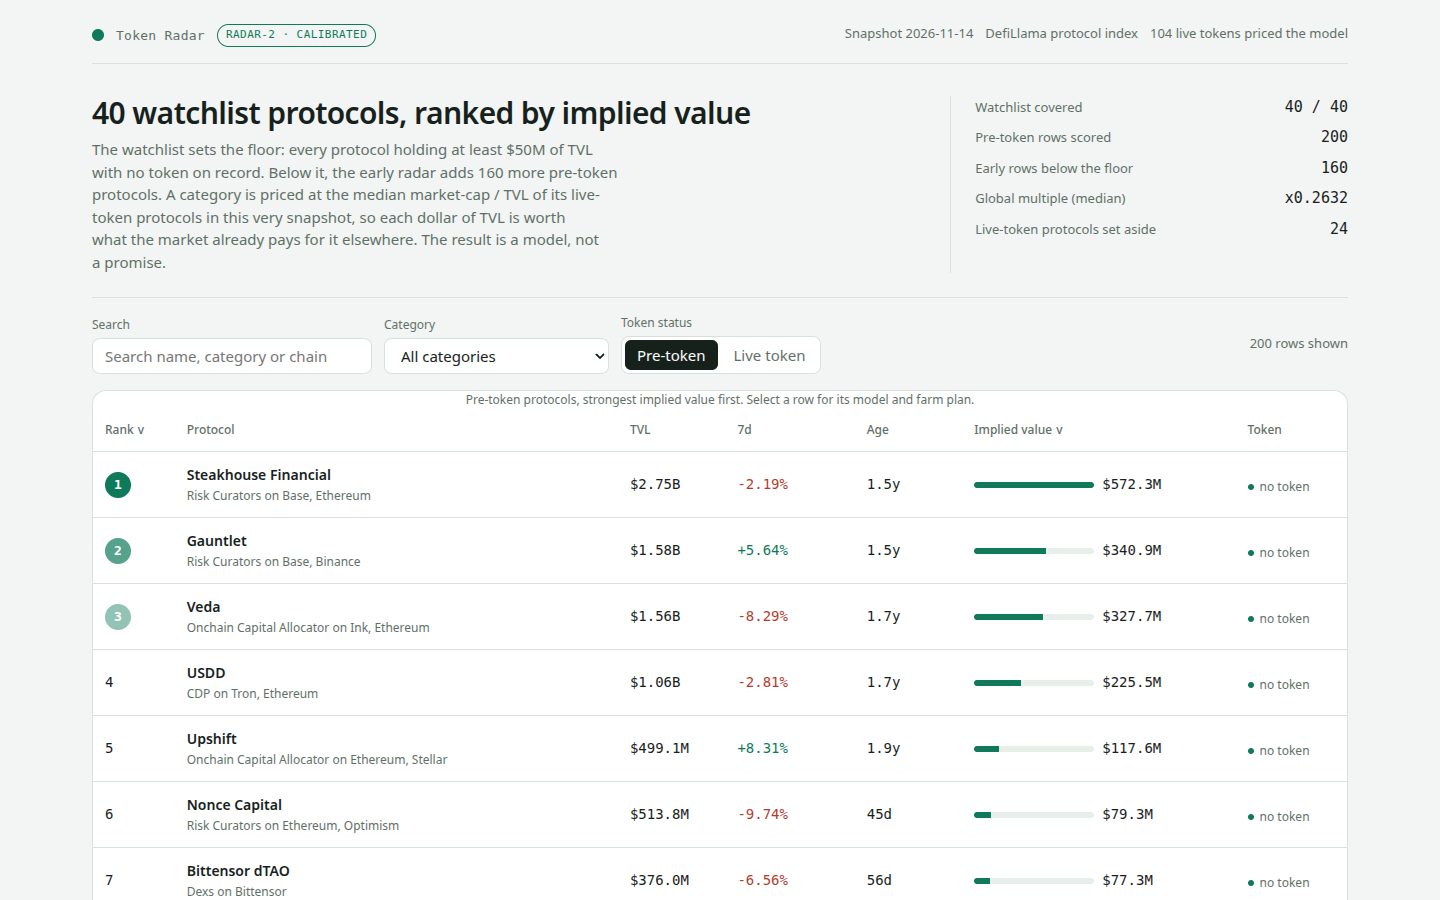 Token Radar RADAR-2 · CALIBRATED
Snapshot 2026-11-14 DefiLlama protocol index 104 live tokens priced the model
40 watchlist protocols, ranked by implied value
The watchlist sets the floor: every protocol holding at least $50M of TVL
with no token on record. Below it, the early radar adds 160 more pre-token
protocols. A category is priced at the median market-cap / TVL of its live-
token protocols in this very snapshot, so each dollar of TVL is worth
what the market already pays for it elsewhere. The result is a model, not
a promise.
Watchlist covered 40 / 40
Pre-token rows scored 200
Early rows below the floor 160
Global multiple (median) x0.2632
Live-token protocols set aside 24
Search
Search name, category or chain
Category
All categories
Token status
Pre-token Live token
200 rows shown
Pre-token protocols, strongest implied value first. Select a row for its model and farm plan.
Rank v Protocol TVL 7d Age Implied value v Token
1 Steakhouse Financial $2.75B -2.19% 1.5y $572.3M no token
Risk Curators on Base, Ethereum
2 Gauntlet $1.58B +5.64% 1.5y $340.9M no token
Risk Curators on Base, Binance
3 Veda $1.56B -8.29% 1.7y $327.7M no token
Onchain Capital Allocator on Ink, Ethereum
4 USDD $1.06B -2.81% 1.7y $225.5M no token
CDP on Tron, Ethereum
5 Upshift $499.1M +8.31% 1.9y $117.6M no token
Onchain Capital Allocator on Ethereum, Stellar
6 Nonce Capital $513.8M -9.74% 45d $79.3M no token
Risk Curators on Ethereum, Optimism
7 Bittensor dTAO $376.0M -6.56% 56d $77.3M no token
Dexs on Bittensor